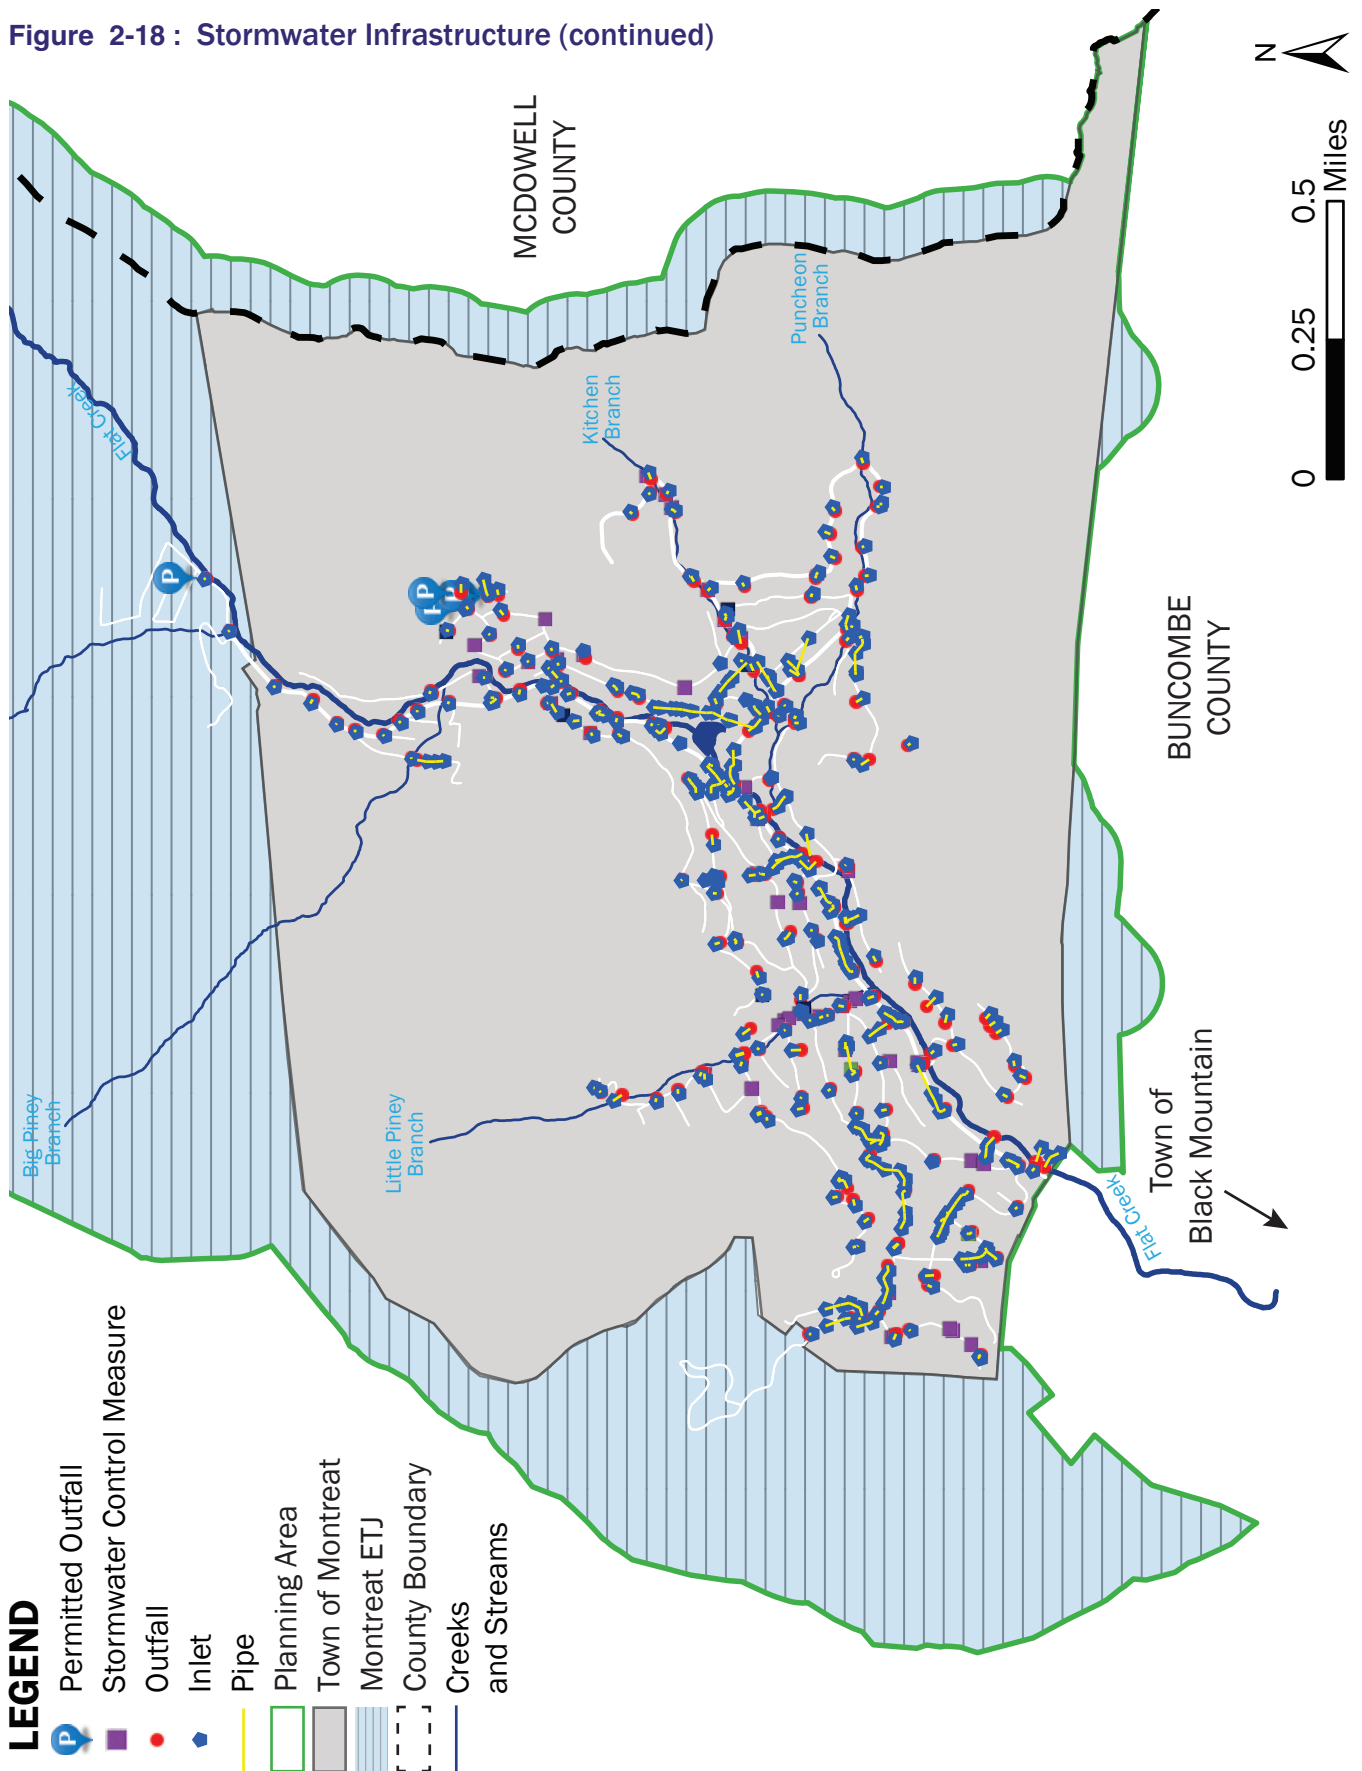 Figure 2-18 : Stormwater Infrastructure (continued)
N
MCDOWELL
COUNTY
Flat Creek
Puncheon
Branch
Kitchen
Branch
0
0.25
0.5
Miles
P
P
P
BUNCOMBE
COUNTY
Big Piney
Branch
Little Piney
Branch
Town of
Black Mountain
Flat Creek
LEGEND
P
Permitted Outfall
Stormwater Control Measure
Outfall
Inlet
Pipe
Planning Area
Town of Montreat
Montreat ETJ
County Boundary
Creeks
and Streams